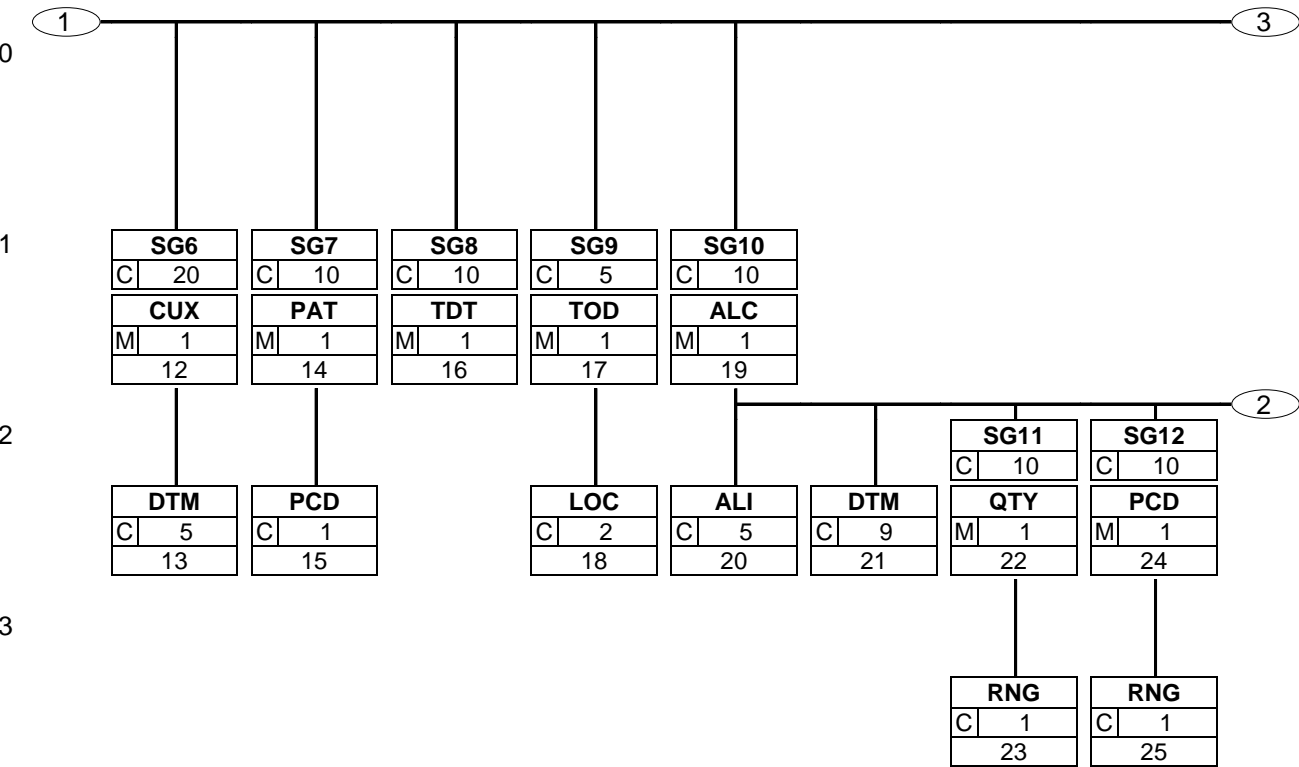 1 3
0
1 SG6 SG7 SG8 SG9 SG10
C 20 C 10 C 10 C 5 C 10
CUX PAT TDT TOD ALC
M 1 M 1 M 1 M 1 M 1
12 14 16 17 19
2
2 SG11 SG12
C 10 C 10
DTM PCD LOC ALI DTM QTY PCD
C 5 C 1 C 2 C 5 C 9 M 1 M 1
13 15 18 20 21 22 24
3
RNG RNG
C 1 C 1
23 25